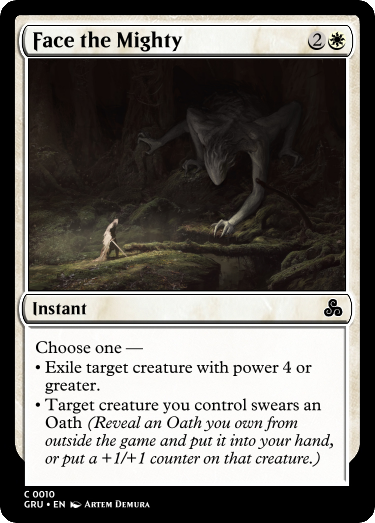 Face the Mighty 2
Instant
Choose one —
• Exile target creature with power 4 or
greater.
• Target creature you control swears an
Oath (Reveal an Oath you own from
outside the game and put it into your hand,
or put a +1/+1 counter on that creature.)
C 0010
GRU • EN Artem Demura